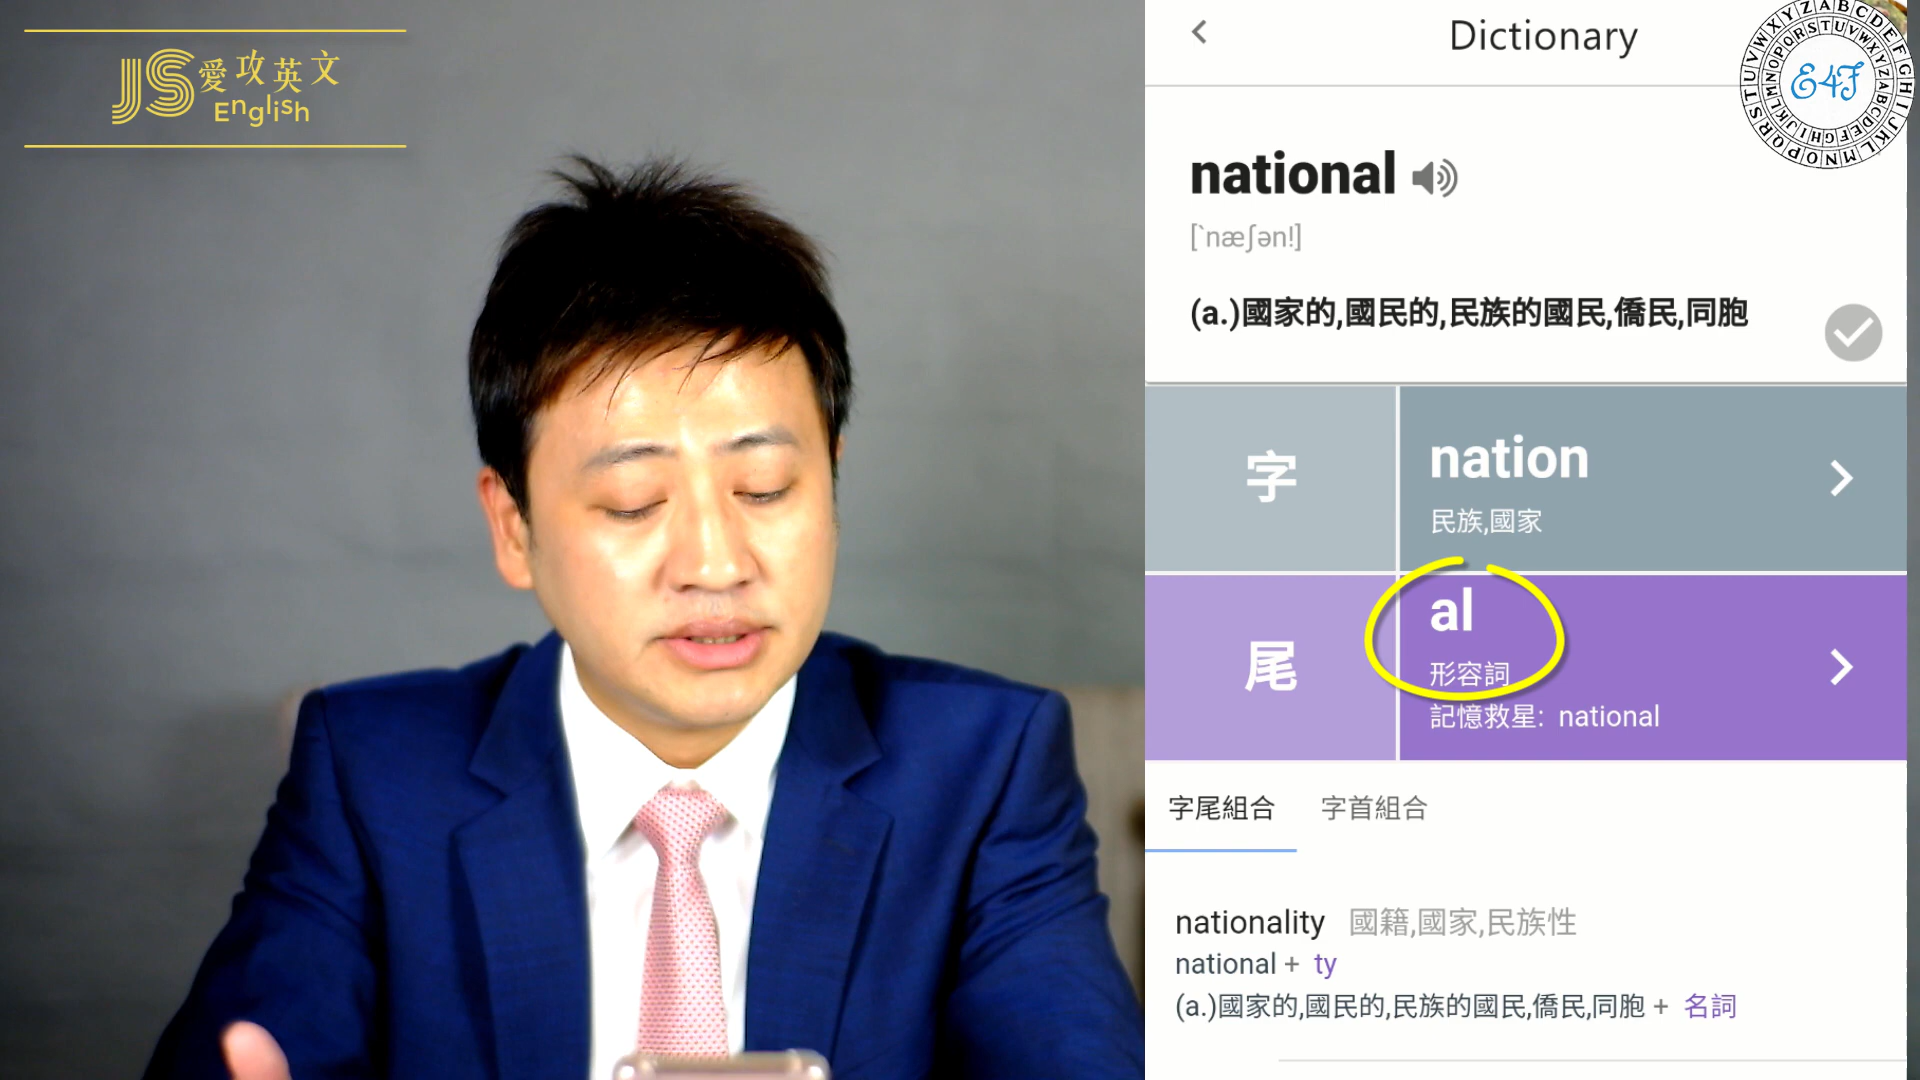 JS 愛攻英文
English
Dictionary
E4F
national
[ˋnæʃən!]
(a.)國家的,國民的,民族的國民,僑民,同胞
字
nation
民族,國家
尾
al
形容詞
記憶救星: national
字尾組合 字首組合
nationality 國籍,國家,民族性
national + ty
(a.)國家的,國民的,民族的國民,僑民,同胞 + 名詞